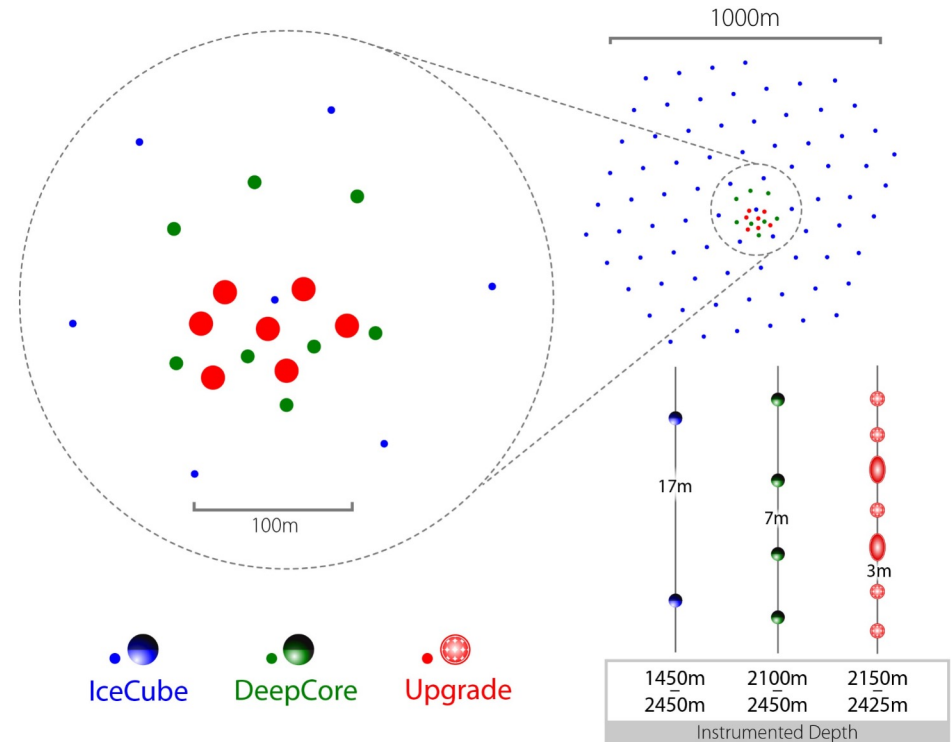 1000m
100m
17m
7m
3m
IceCube
DeepCore
Upgrade
1450m
–
2450m
2100m
–
2450m
2150m
–
2425m
Instrumented Depth